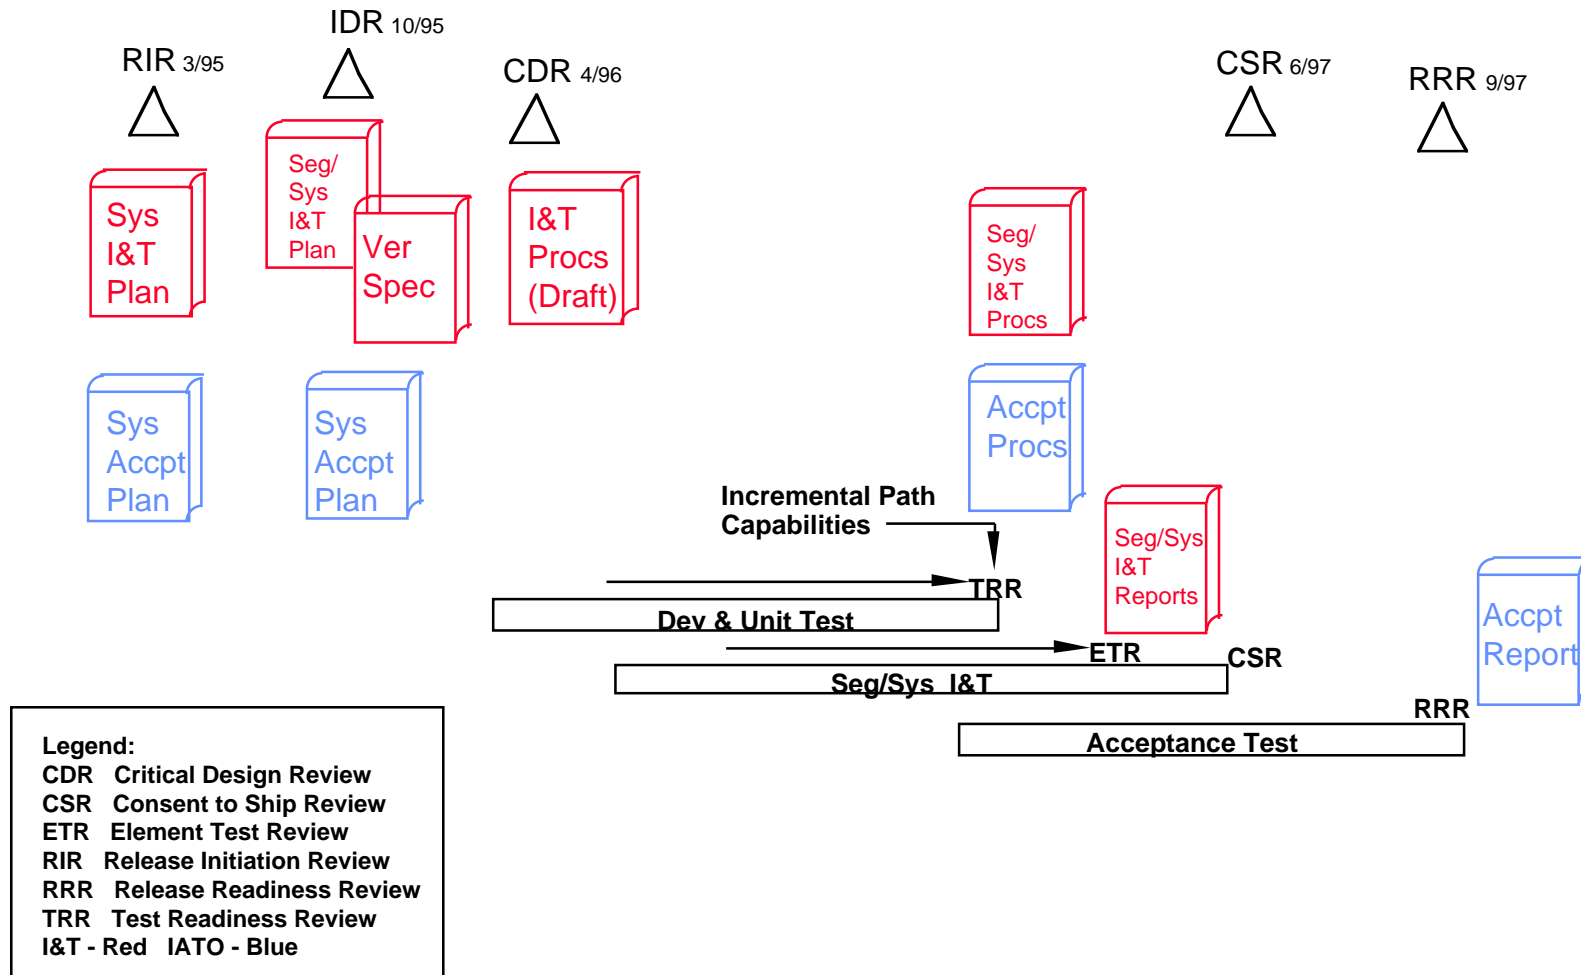 IDR 10/95
RIR 3/95
CDR 4/96
CSR 6/97
RRR 9/97
Sys
I&T
Plan
Seg/
Sys
I&T
Plan
Ver
Spec
I&T
Procs
(Draft)
Seg/
Sys
I&T
Procs
Sys
Accpt
Plan
Sys
Accpt
Plan
Accpt
Procs
Incremental Path
Capabilities
Seg/Sys
I&T
Reports
TRR
Dev & Unit Test
Accpt
Report
ETR
CSR
Seg/Sys I&T
RRR
Acceptance Test
Legend:
CDR Critical Design Review
CSR Consent to Ship Review
ETR Element Test Review
RIR Release Initiation Review
RRR Release Readiness Review
TRR Test Readiness Review
I&T - Red IATO - Blue